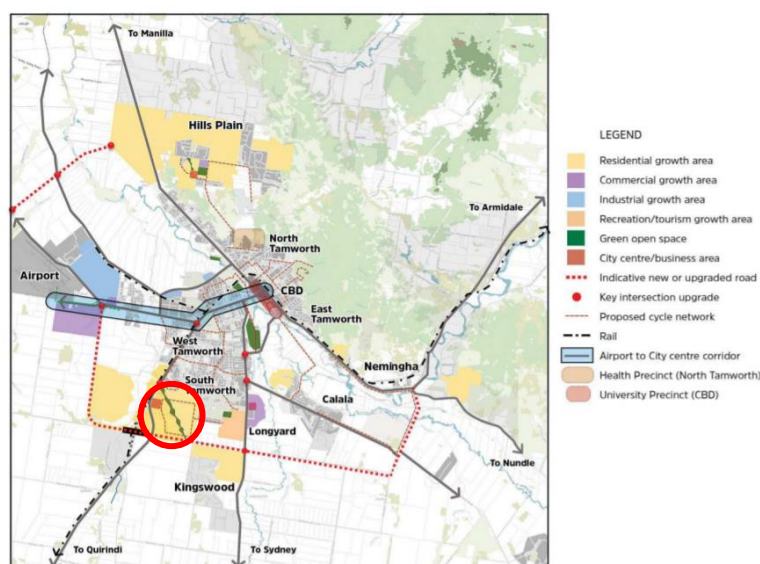 To Manilla
Hills Plain
To Armidale
North
Tamworth
Airport
CBD
East
Tamworth
West
Tamworth
Nemingha
South
Tamworth
Calala
Longyard
To Nundle
Kingswood
To Quirindi
To Sydney
LEGEND
Residential growth area
Commercial growth area
Industrial growth area
Recreation/tourism growth area
Green open space
City centre/business area
Indicative new or upgraded road
Key intersection upgrade
Proposed cycle network
Rail
Airport to City centre corridor
Health Precinct (North Tamworth)
University Precinct (CBD)